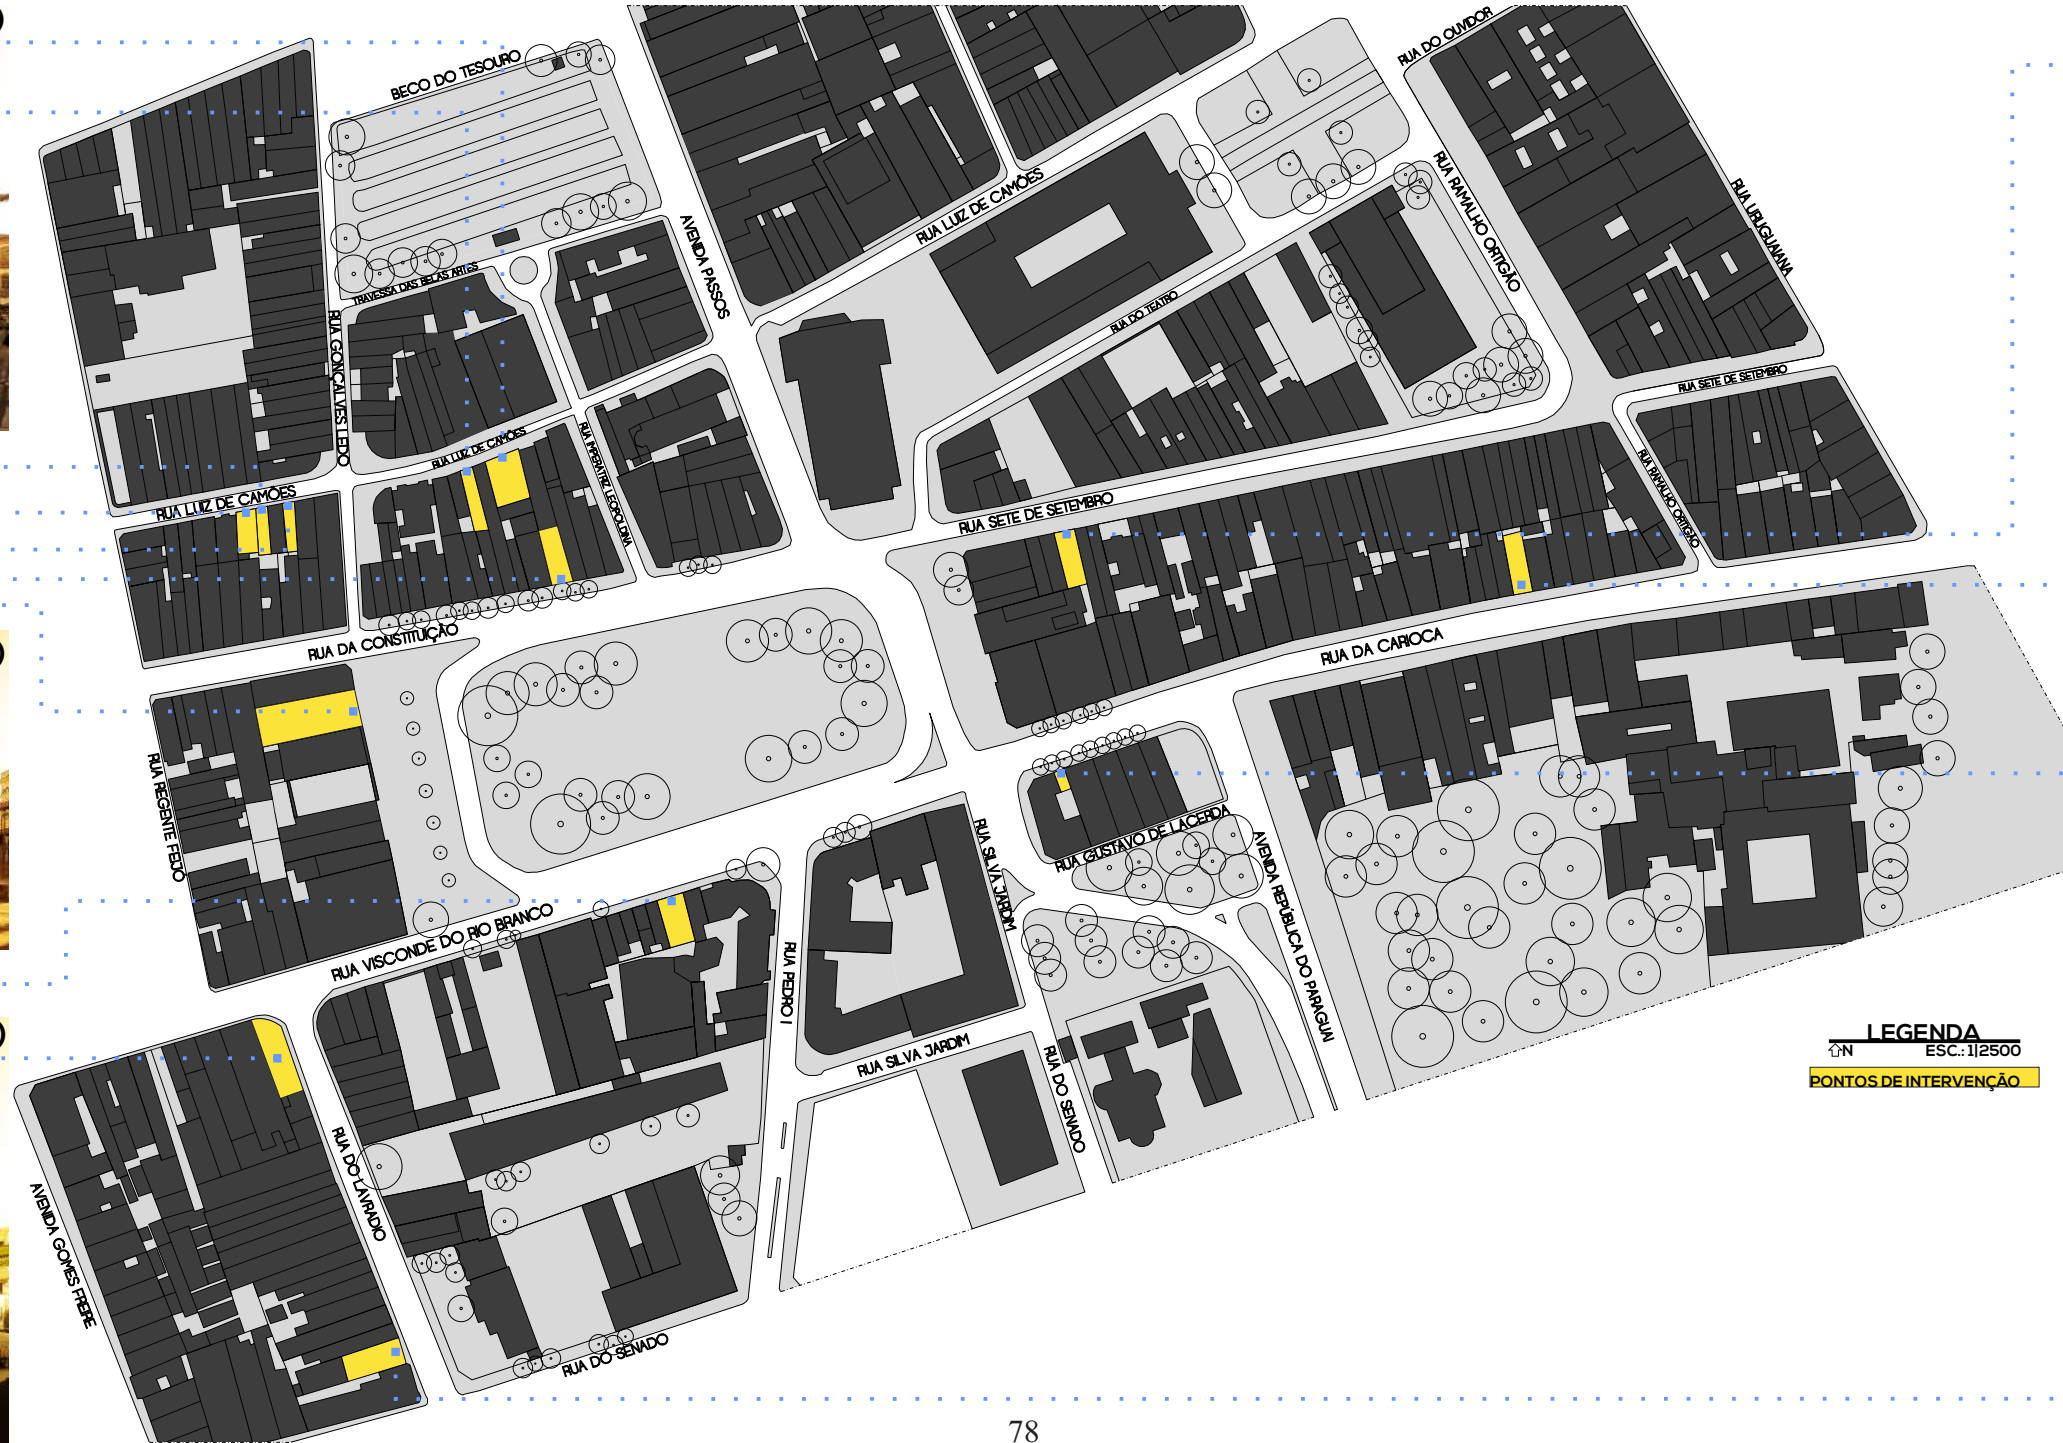 RUA DO OUVIDOR
BECO DO TESOURO
RUA LUIZ DE CAMÕES
RUA RAMALHO ORTIGÃO
RUA URUGUAIANA
AVENIDA PASSOS
TRAVESSA DAS BELAS ARTES
RUA DO TEATRO
RUA GONÇALVES LEDO
RUA SETE DE SETEMBRO
RUA LUIZ DE CAMÕES
RUA IMPERATRIZ LEOPOLDINA
RUA LUIZ DE CAMÕES
RUA SETE DE SETEMBRO
RUA RAMALHO ORTIGÃO
RUA DA CONSTITUIÇÃO
RUA DA CARIOCA
RUA REGENTE FEIJÓ
RUA GUSTAVO DE LACERDA
RUA SILVA JARDIM
AVENIDA REPÚBLICA DO PARAGUAI
RUA VISCONDE DO RIO BRANCO
RUA PEDRO I
RUA SILVA JARDIM
RUA DO SENADO
LEGENDA
N ESC.: 1|2500
PONTOS DE INTERVENÇÃO
RUA DO LAVRADIO
AVENIDA GOMES FREIRE
RUA DO SENADO
78